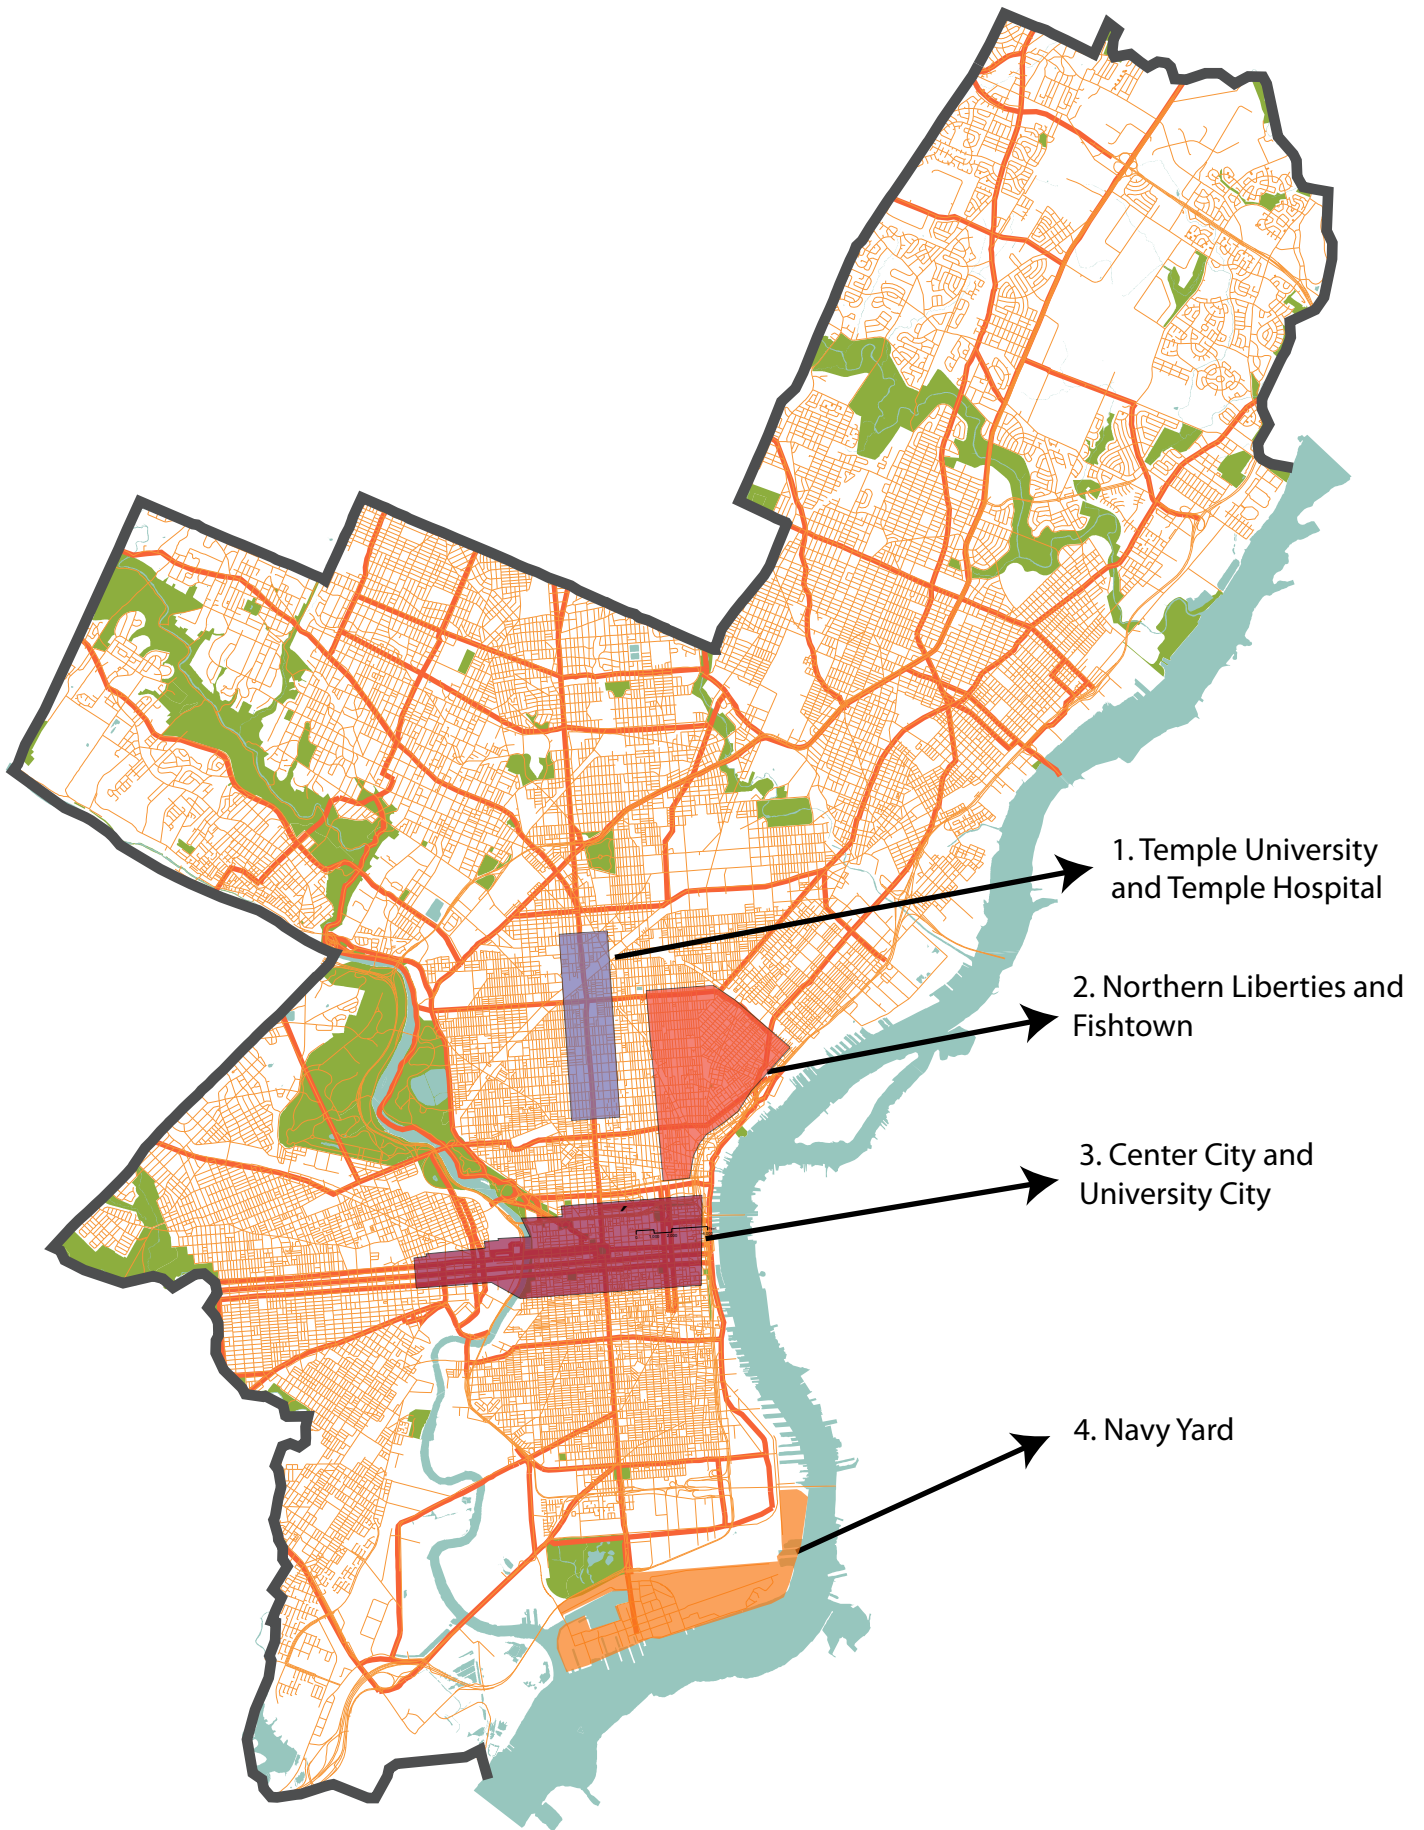 1. Temple University
and Temple Hospital
2. Northern Liberties and
Fishtown
3. Center City and
University City
4. Navy Yard